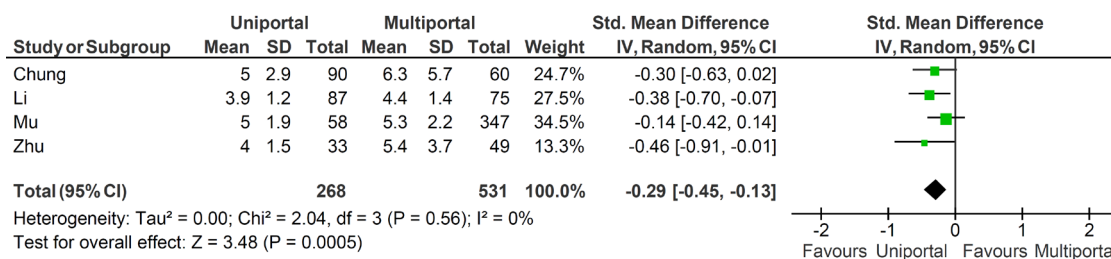 Uniportal Multiportal Std. Mean Difference Std. Mean Difference
Study or Subgroup Mean SD Total Mean SD Total Weight IV, Random, 95% CI IV, Random, 95% CI
Chung 5 2.9 90 6.3 5.7 60 24.7% -0.30 [-0.63, 0.02]
Li 3.9 1.2 87 4.4 1.4 75 27.5% -0.38 [-0.70, -0.07]
Mu 5 1.9 58 5.3 2.2 347 34.5% -0.14 [-0.42, 0.14]
Zhu 4 1.5 33 5.4 3.7 49 13.3% -0.46 [-0.91, -0.01]
Total (95% CI) 268 531 100.0% -0.29 [-0.45, -0.13]
Heterogeneity: Tau² = 0.00; Chi² = 2.04, df = 3 (P = 0.56); I² = 0%
Test for overall effect: Z = 3.48 (P = 0.0005)
-2 -1 0 1 2
Favours Uniportal Favours Multiporta